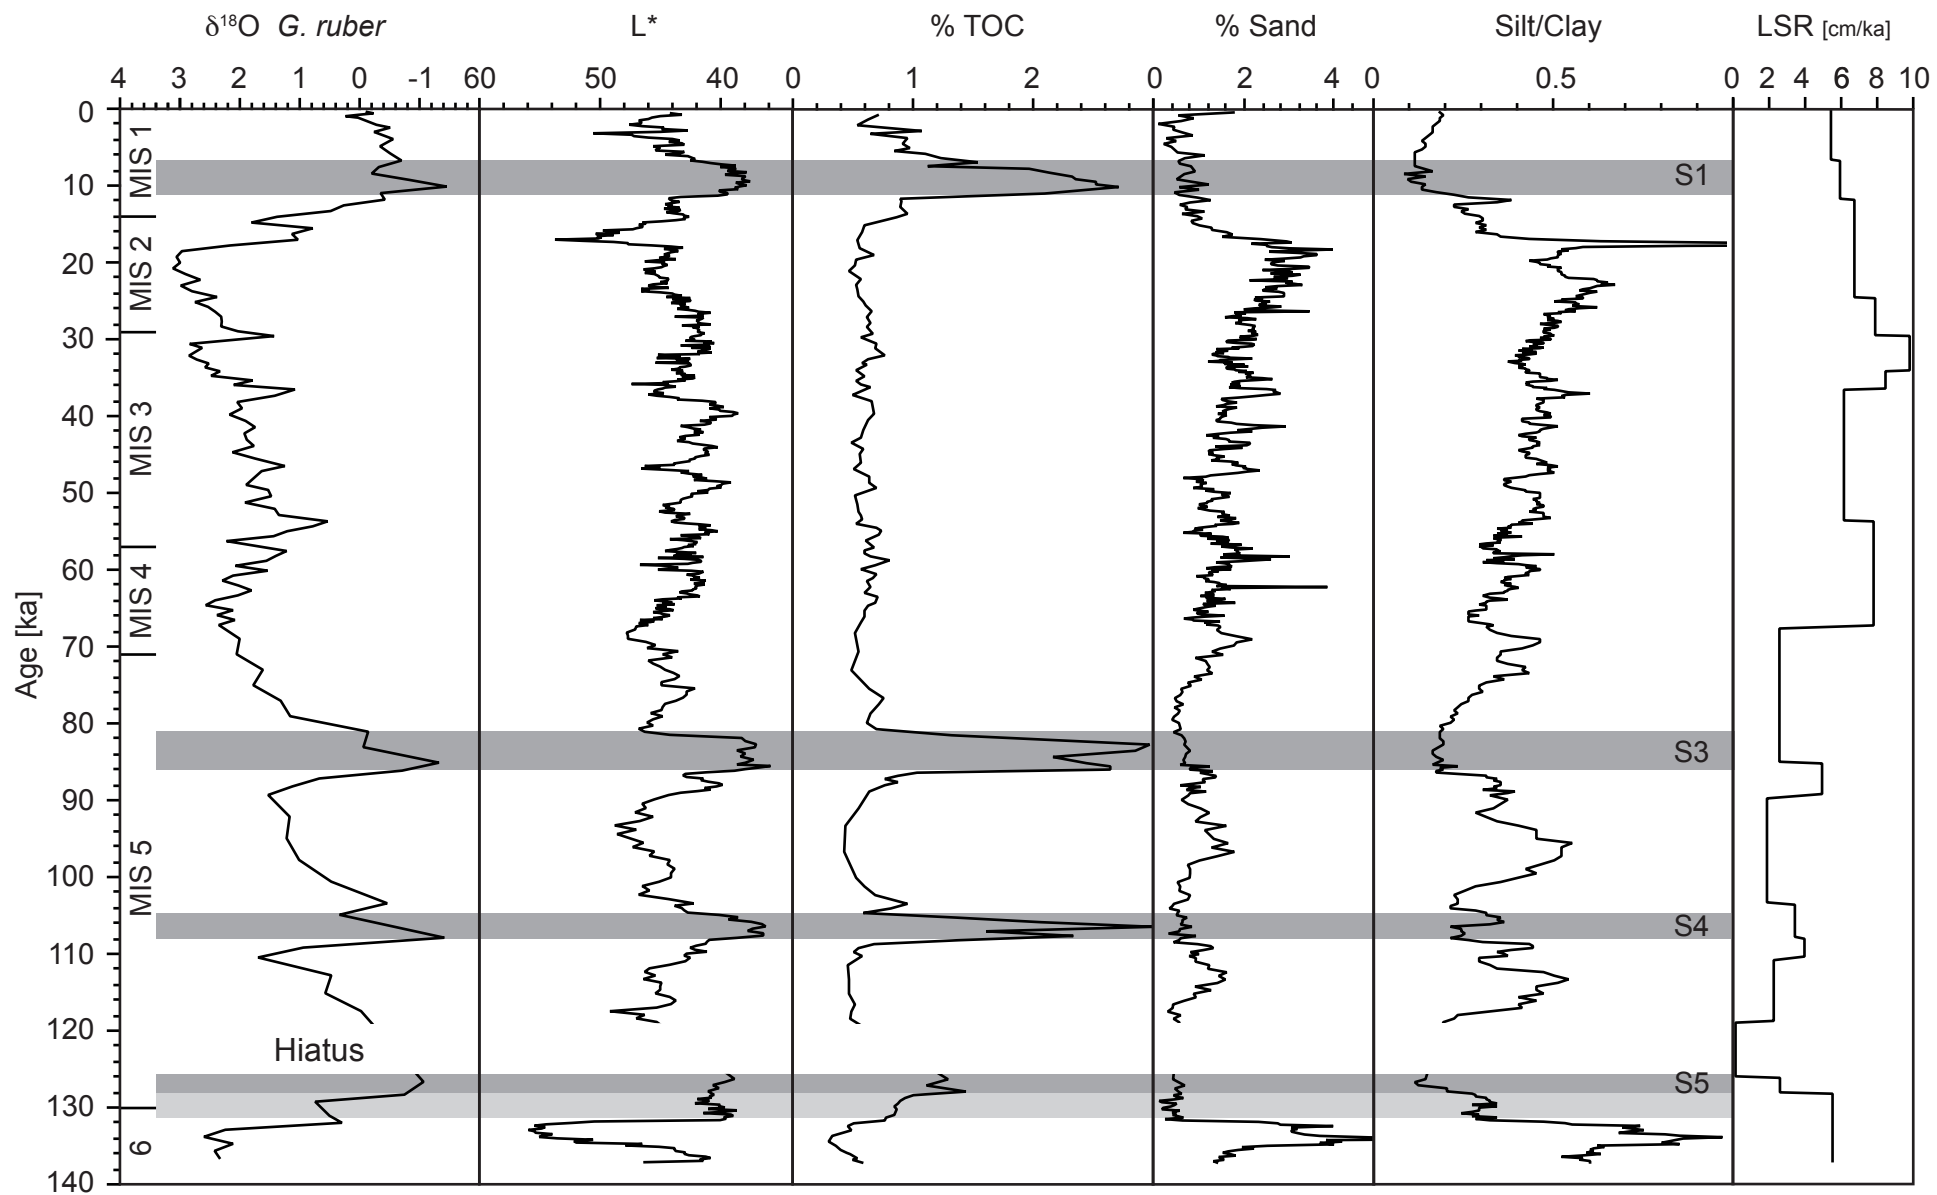 δ¹⁸O G. ruber
L*
% TOC
% Sand
Silt/Clay
LSR [cm/ka]
4 3 2 1 0 -1 60 50 40 0 1 2 0 2 4 0 0.5 0 2 4 6 8 10
0
10
20
30
40
50
60
70
80
90
100
110
120
130
140
Age [ka]
MIS 1
MIS 2
MIS 3
MIS 4
MIS 5
6
S1
S3
S4
Hiatus
S5